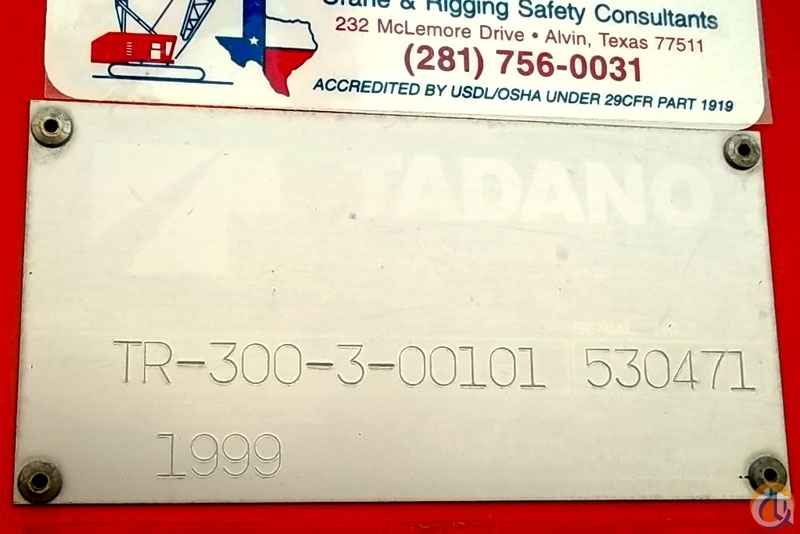 Crane & Rigging Safety Consultants
232 McLemore Drive • Alvin, Texas 77511
(281) 756-0031
ACCREDITED BY USDL/OSHA UNDER 29CFR PART 1919
TADANO
TR-300-3-00101 530471
1999